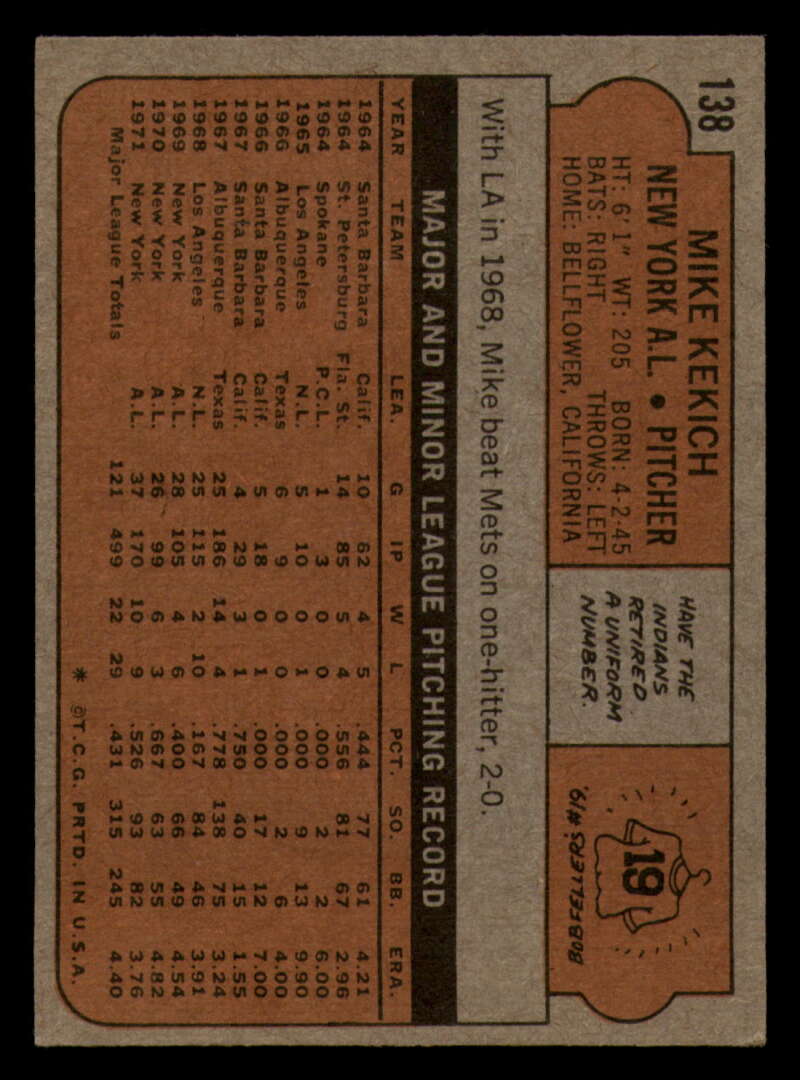 138
MIKE KEKICH
NEW YORK A.L. • PITCHER
HT: 6'1" WT: 205 BORN: 4-2-45
BATS: RIGHT THROWS: LEFT
HOME: BELLFLOWER, CALIFORNIA
HAVE THE
INDIANS
RETIRED
A UNIFORM
NUMBER.
19
BOB FELLER'S #19.
With LA in 1968, Mike beat Mets on one-hitter, 2-0.
MAJOR AND MINOR LEAGUE PITCHING RECORD
YEAR TEAM LEA. G IP W L PCT. SO. BB. ERA.
1964 Santa Barbara Calif. 10 62 4 5 .444 77 61 4.21
1964 St. Petersburg Fla. St. 14 85 5 4 .556 81 67 2.96
1964 Spokane P.C.L. 1 3 0 0 .000 2 2 6.00
1965 Los Angeles N.L. 5 10 0 1 .000 9 13 9.90
1966 Albuquerque Texas 6 9 0 0 .000 2 6 4.00
1966 Santa Barbara Calif. 5 18 0 1 .000 17 12 7.00
1967 Santa Barbara Calif. 4 29 3 1 .750 40 15 1.55
1967 Albuquerque Texas 25 186 14 4 .778 138 75 3.24
1968 Los Angeles N.L. 25 115 2 10 .167 84 46 3.91
1969 New York A.L. 28 105 4 6 .400 66 49 4.54
1970 New York A.L. 26 99 6 3 .667 63 55 4.82
1971 New York A.L. 37 170 10 9 .526 93 82 3.76
Major League Totals 121 499 22 29 .431 315 245 4.40
* ©T.C.G. PRTD. IN U.S.A.